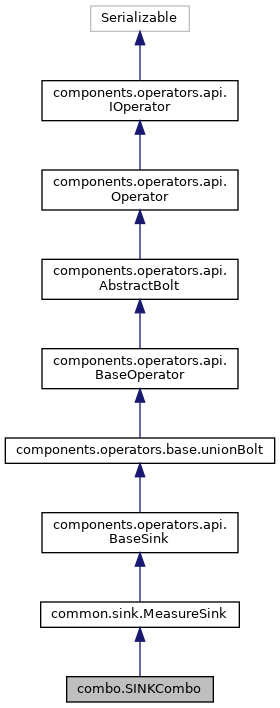 Serializable
components.operators.api.
IOperator
components.operators.api.
Operator
components.operators.api.
AbstractBolt
components.operators.api.
BaseOperator
components.operators.base.unionBolt
components.operators.api.
BaseSink
common.sink.MeasureSink
combo.SINKCombo